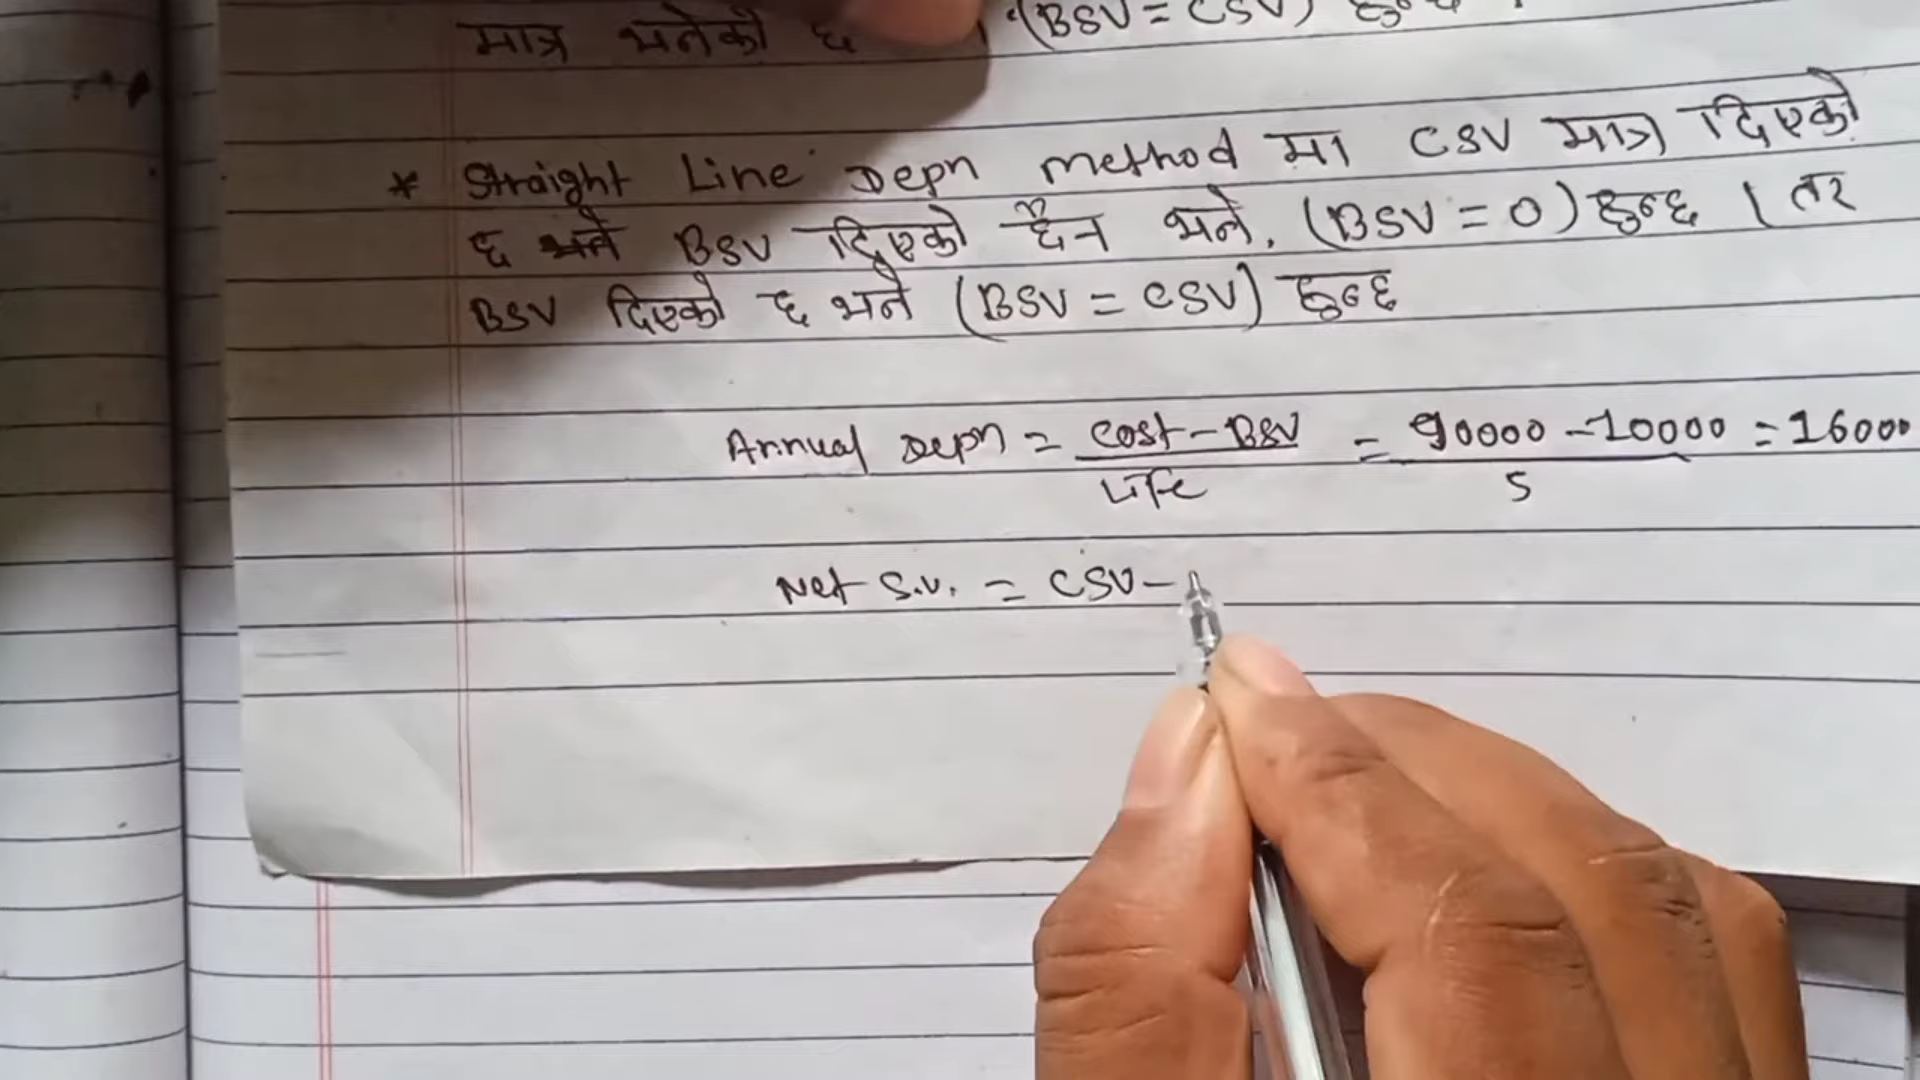 मात्र भनेको छ (BSV = CSV) हुन्छ ।
* Straight Line Depn method मा CSV मात्र दिएको
छ भने BSV दिएको छैन भने, (BSV = 0) हुन्छ । तर
BSV दिएको छ भने (BSV = CSV) हुन्छ
Annual Depn = Cost - BSV / Life = 90000 - 10000 / 5 = 16000
Net S.V. = CSV -